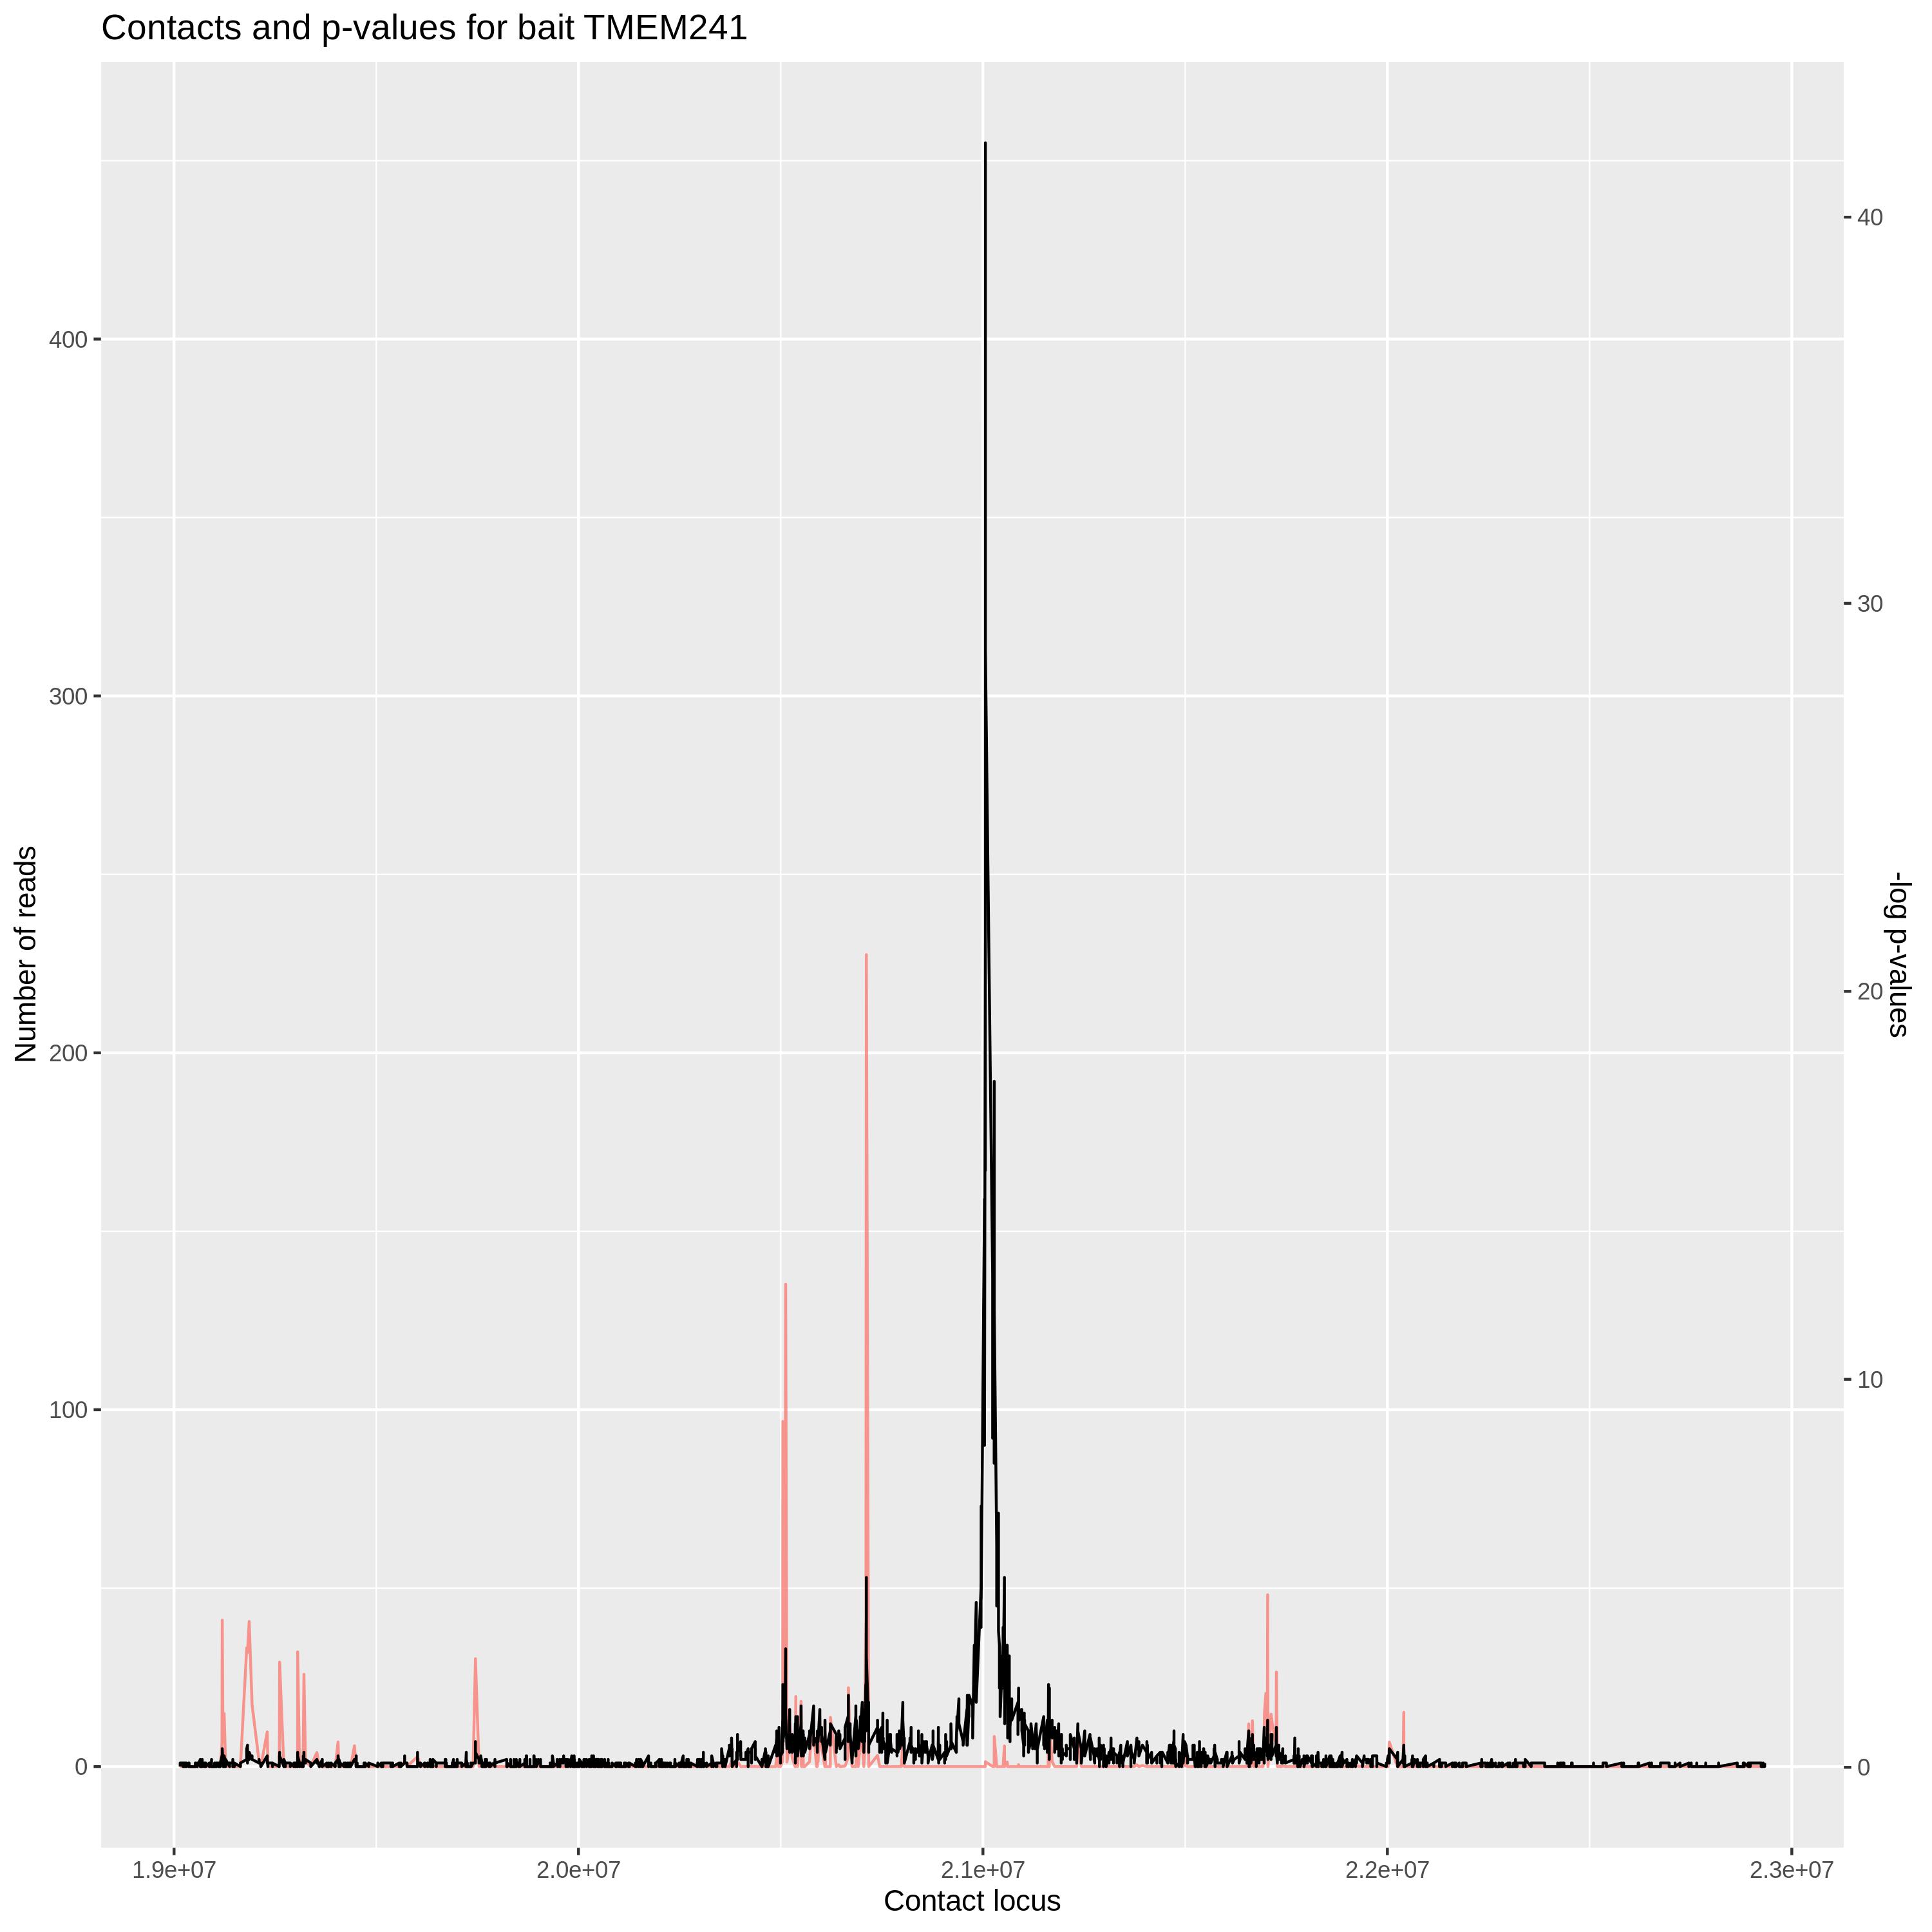 Contacts and p-values for bait TMEM241
Number of reads
400
300
200
100
0
40
30
20
10
0
-log p-values
1.9e+07 2.0e+07 2.1e+07 2.2e+07 2.3e+07
Contact locus